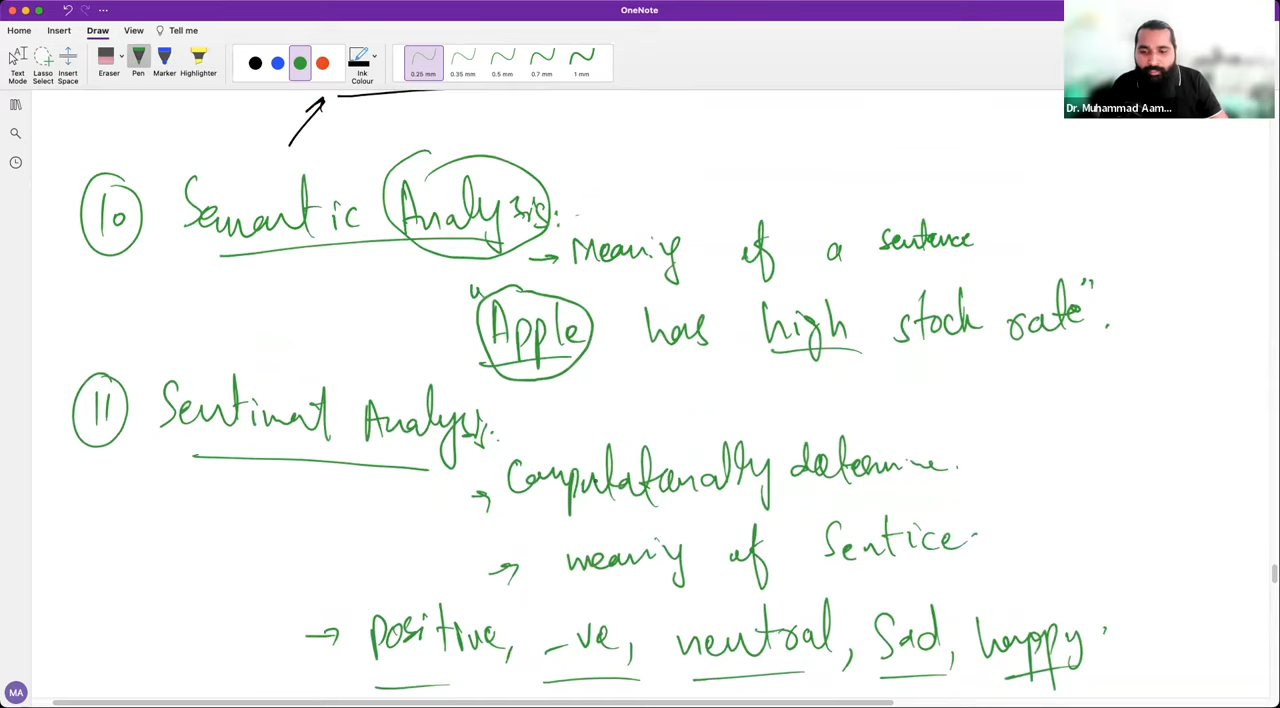 OneNote
Home Insert Draw View Tell me
Text Mode Lasso Select Insert Space Eraser Pen Marker Highlighter Ink Colour 0.25 mm 0.35 mm 0.5 mm 0.7 mm 1 mm
Dr. Muhammad Aam...
10 Semantic Analysis:
→ Meaning of a sentence
"Apple has high stock rate".
11 Sentiment Analysis:
→ Computationally determine.
→ meaning of Sentice.
→ positive, -ve, neutral, Sad, happy.
MA